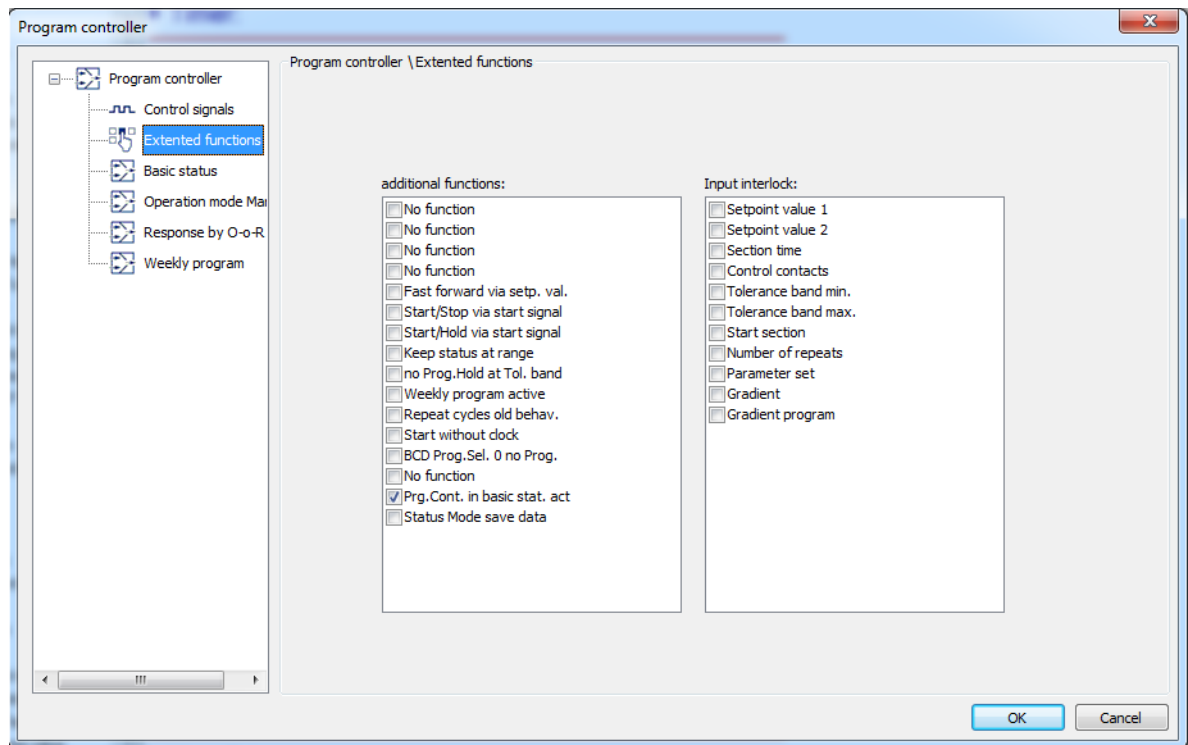 Program controller
Program controller
Control signals
Extented functions
Basic status
Operation mode Mar
Response by O-o-R
Weekly program
Program controller \ Extented functions
additional functions:
No function
No function
No function
No function
Fast forward via setp. val.
Start/Stop via start signal
Start/Hold via start signal
Keep status at range
no Prog.Hold at Tol. band
Weekly program active
Repeat cycles old behav.
Start without clock
BCD Prog.Sel. 0 no Prog.
No function
Prg.Cont. in basic stat. act
Status Mode save data
Input interlock:
Setpoint value 1
Setpoint value 2
Section time
Control contacts
Tolerance band min.
Tolerance band max.
Start section
Number of repeats
Parameter set
Gradient
Gradient program
OK
Cancel